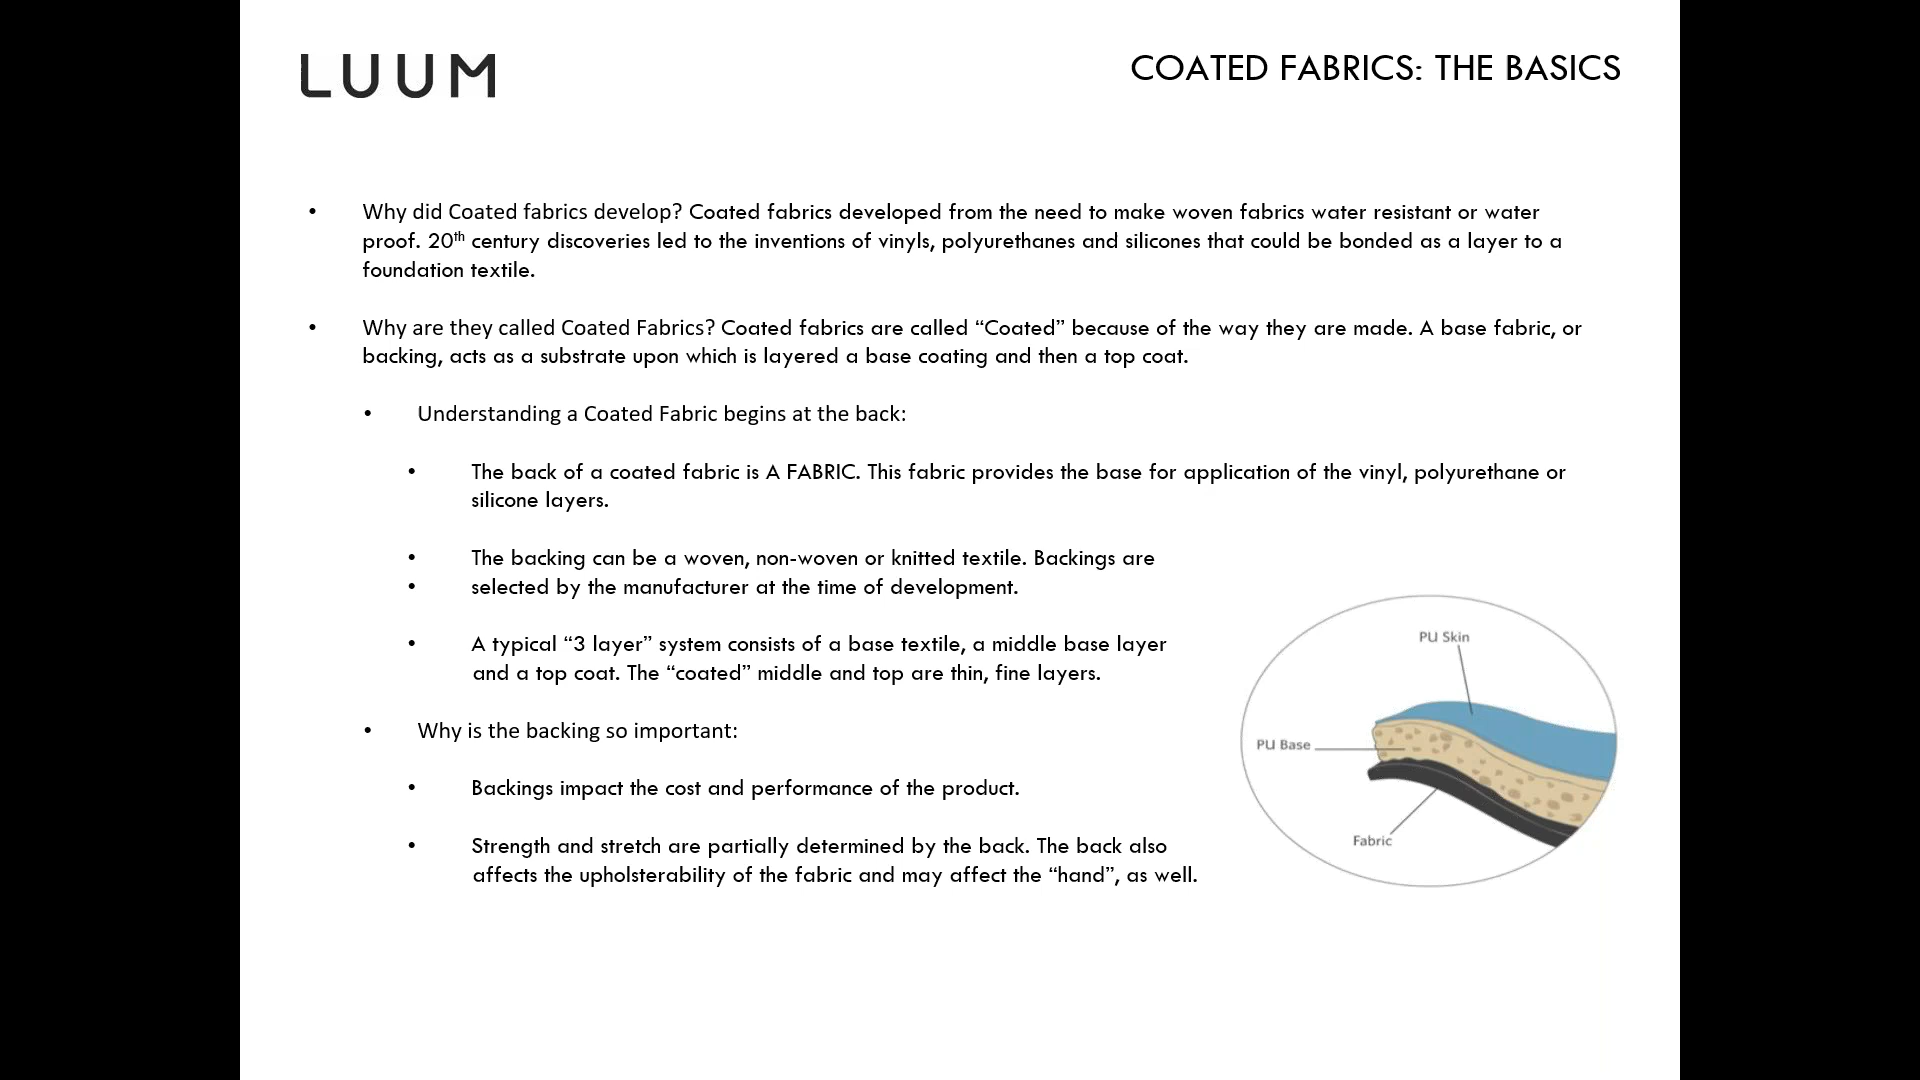 LUUM
COATED FABRICS: THE BASICS
• Why did Coated fabrics develop? Coated fabrics developed from the need to make woven fabrics water resistant or water
proof. 20th century discoveries led to the inventions of vinyls, polyurethanes and silicones that could be bonded as a layer to a
foundation textile.
• Why are they called Coated Fabrics? Coated fabrics are called “Coated” because of the way they are made. A base fabric, or
backing, acts as a substrate upon which is layered a base coating and then a top coat.
• Understanding a Coated Fabric begins at the back:
• The back of a coated fabric is A FABRIC. This fabric provides the base for application of the vinyl, polyurethane or
silicone layers.
• The backing can be a woven, non-woven or knitted textile. Backings are
• selected by the manufacturer at the time of development.
• A typical “3 layer” system consists of a base textile, a middle base layer
and a top coat. The “coated” middle and top are thin, fine layers.
• Why is the backing so important:
• Backings impact the cost and performance of the product.
• Strength and stretch are partially determined by the back. The back also
affects the upholsterability of the fabric and may affect the “hand”, as well.
PU Skin
PU Base
Fabric